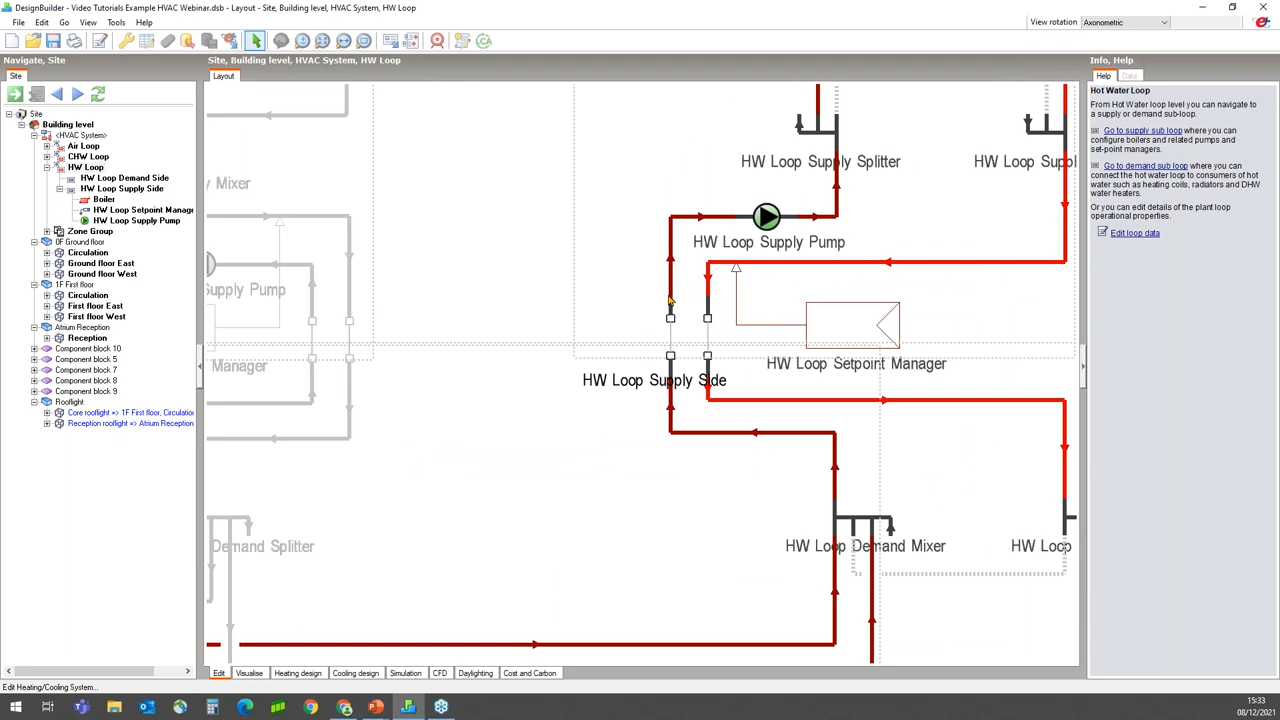 DesignBuilder - Video Tutorials Example HVAC Webinar.dsb - Layout - Site, Building level, HVAC System, HW Loop
File Edit Go View Tools Help
View rotation Axonometric
Navigate, Site
Site, Building level, HVAC System, HW Loop
Info, Help
Site
Layout
Help Data
Site
Building level
<HVAC System>
Air Loop
CHW Loop
HW Loop
HW Loop Demand Side
HW Loop Supply Side
Boiler
HW Loop Setpoint Manage
HW Loop Supply Pump
Zone Group
0F Ground floor
Circulation
Ground floor East
Ground floor West
1F First floor
Circulation
First floor East
First floor West
Atrium Reception
Reception
Component block 10
Component block 5
Component block 7
Component block 8
Component block 9
Rooflight
Core rooflight => 1F First floor, Circulatio
Reception rooflight => Atrium Reception
HW Loop Supply Splitter
HW Loop Suppl
y Mixer
HW Loop Supply Pump
upply Pump
Manager
HW Loop Setpoint Manager
HW Loop Supply Side
Demand Splitter
HW Loop Demand Mixer
HW Loop
Hot Water Loop
From Hot Water loop level you can navigate to
a supply or demand sub-loop.
Go to supply sub loop where you can
configure boilers and related pumps and
set-point managers.
Go to demand sub loop where you can
connect the hot water loop to consumers of hot
water such as heating coils, radiators and DHW
water heaters.
Or you can edit details of the plant loop
operational properties.
Edit loop data
Edit Visualise Heating design Cooling design Simulation CFD Daylighting Cost and Carbon
Edit Heating/Cooling System...
15:33
08/12/2021